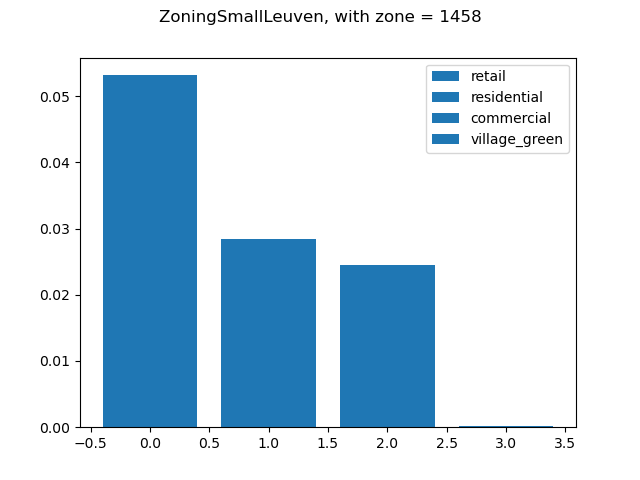 ZoningSmallLeuven, with zone = 1458
retail
residential
commercial
village_green
0.05
0.04
0.03
0.02
0.01
0.00
−0.5 0.0 0.5 1.0 1.5 2.0 2.5 3.0 3.5